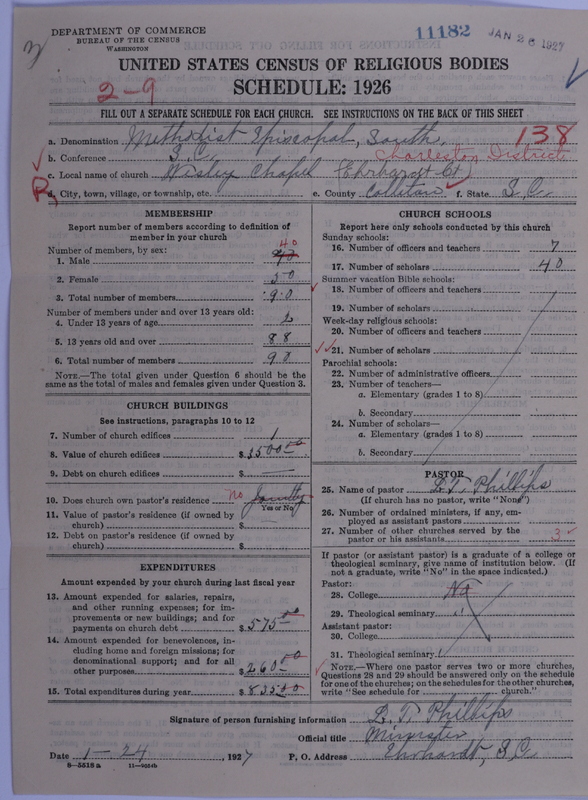 DEPARTMENT OF COMMERCE
BUREAU OF THE CENSUS
WASHINGTON
11182
JAN 26 1927
UNITED STATES CENSUS OF RELIGIOUS BODIES
2-9
SCHEDULE: 1926
FILL OUT A SEPARATE SCHEDULE FOR EACH CHURCH. SEE INSTRUCTIONS ON THE BACK OF THIS SHEET
a. Denomination Methodist Episcopal, South, 138
b. Conference S.C. Charleston District
c. Local name of church Wesley Chapel (Ehrhardt Ct)
R d. City, town, village, or township, etc. e. County Colleton f. State S.C.
MEMBERSHIP
Report number of members according to definition of member in your church
Number of members, by sex: 40
1. Male
2. Female 50
3. Total number of members 90
Number of members under and over 13 years old:
4. Under 13 years of age 2
5. 13 years old and over 88
6. Total number of members 90
NOTE.—The total given under Question 6 should be the same as the total of males and females given under Question 3.
CHURCH BUILDINGS
See instructions, paragraphs 10 to 12
7. Number of church edifices 1
8. Value of church edifices $ 3500.00
9. Debt on church edifices $ —
10. Does church own pastor's residence no Jointly
Yes or No
11. Value of pastor's residence (if owned by church) $
12. Debt on pastor's residence (if owned by church) $
EXPENDITURES
Amount expended by your church during last fiscal year
13. Amount expended for salaries, repairs, and other running expenses; for improvements or new buildings; and for payments on church debt $ 575.00
14. Amount expended for benevolences, including home and foreign missions; for denominational support; and for all other purposes $ 260.00
15. Total expenditures during year $ 835.00
CHURCH SCHOOLS
Report here only schools conducted by this church
Sunday schools:
16. Number of officers and teachers 7
17. Number of scholars 40
Summer vacation Bible schools:
18. Number of officers and teachers
19. Number of scholars
Week-day religious schools:
20. Number of officers and teachers
21. Number of scholars
Parochial schools:
22. Number of administrative officers
23. Number of teachers—
a. Elementary (grades 1 to 8)
b. Secondary
24. Number of scholars—
a. Elementary (grades 1 to 8)
b. Secondary
PASTOR
25. Name of pastor D.T. Phillips
(If church has no pastor, write "None")
26. Number of ordained ministers, if any, employed as assistant pastors
27. Number of other churches served by the pastor or his assistants 3
If pastor (or assistant pastor) is a graduate of a college or theological seminary, give name of institution below. (If not a graduate, write "No" in the space indicated.)
Pastor:
28. College No
29. Theological seminary "
Assistant pastor:
30. College
31. Theological seminary
NOTE.—Where one pastor serves two or more churches, Questions 28 and 29 should be answered only on the schedule for one of the churches; on the schedules for the other churches, write "See schedule for church."
Signature of person furnishing information D.T. Phillips
Official title Minister
Date 1-24, 1927 P. O. Address Ehrhardt, S.C.
8-5516 a 11-9054b